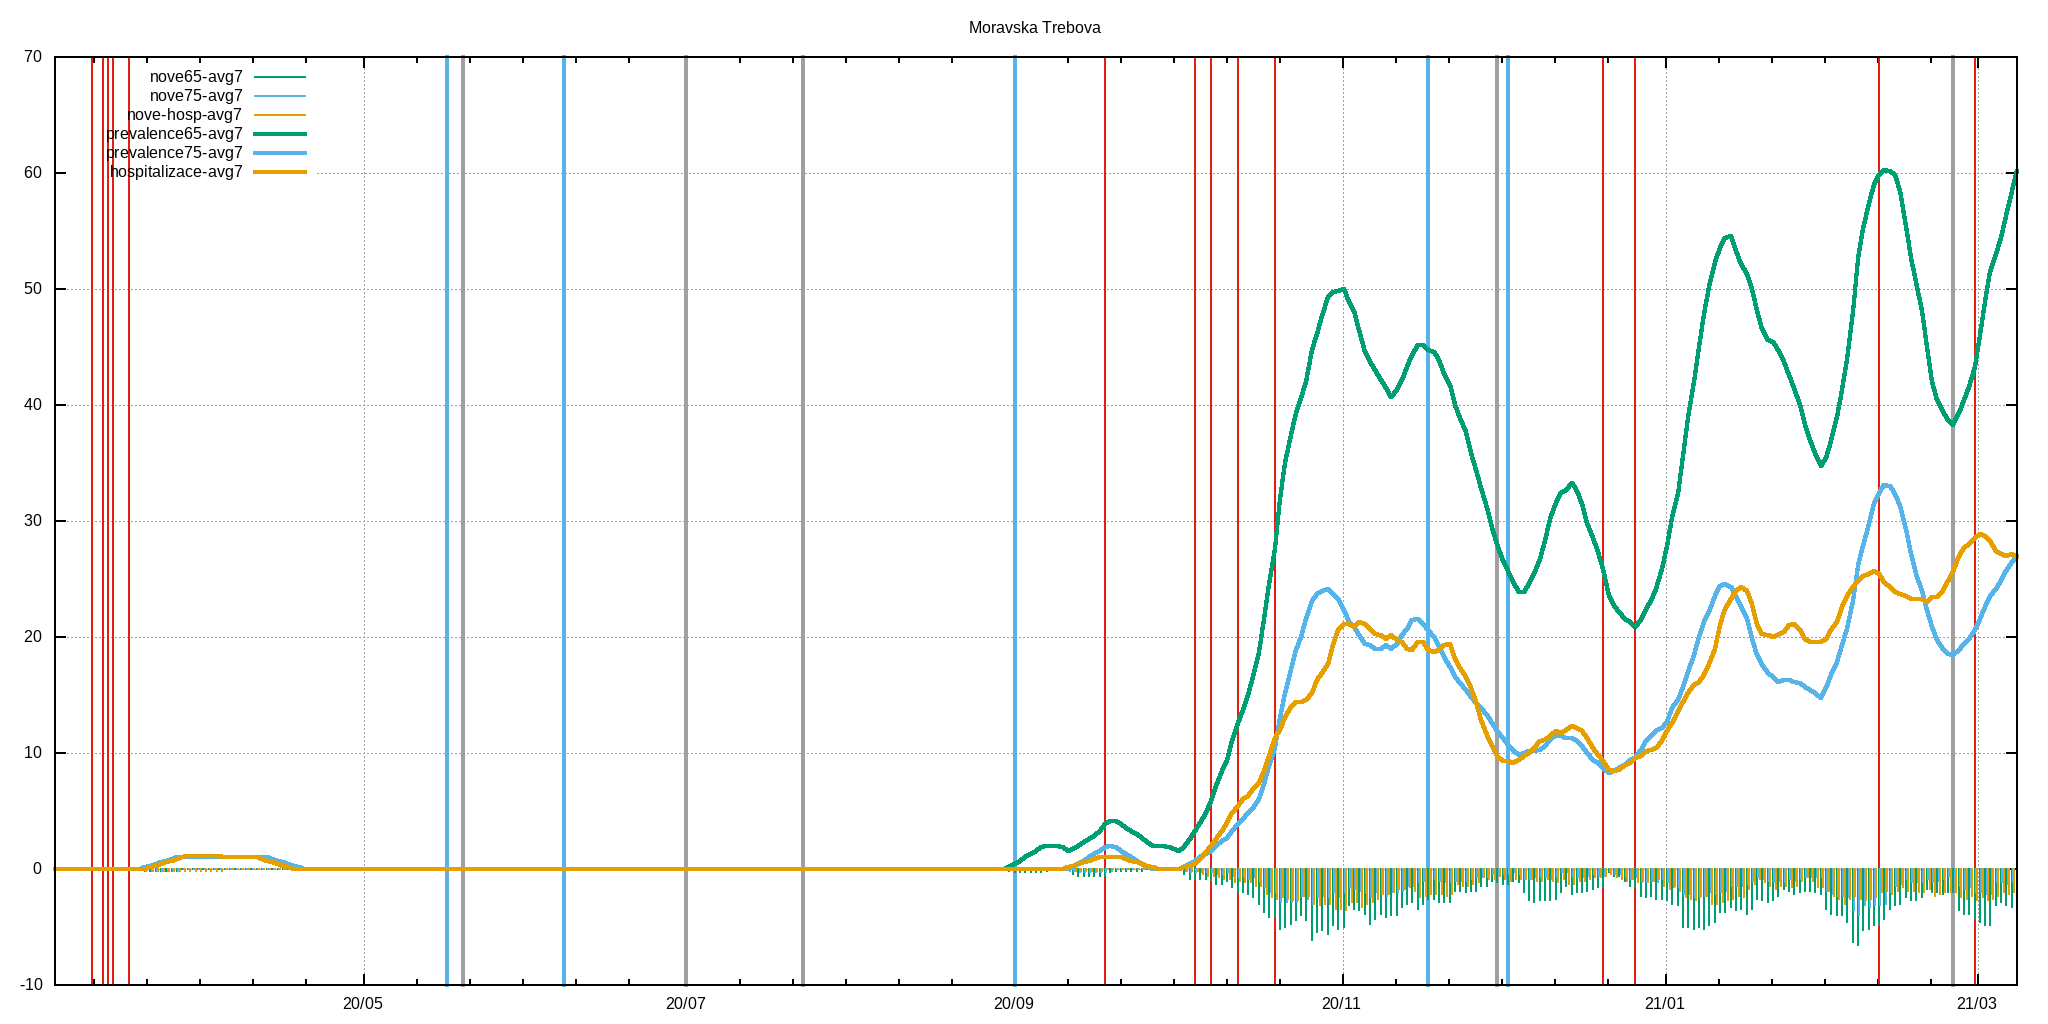 Moravska Trebova
70
60
50
40
30
20
10
0
-10
nove65-avg7
nove75-avg7
nove-hosp-avg7
prevalence65-avg7
prevalence75-avg7
hospitalizace-avg7
20/05 20/07 20/09 20/11 21/01 21/03